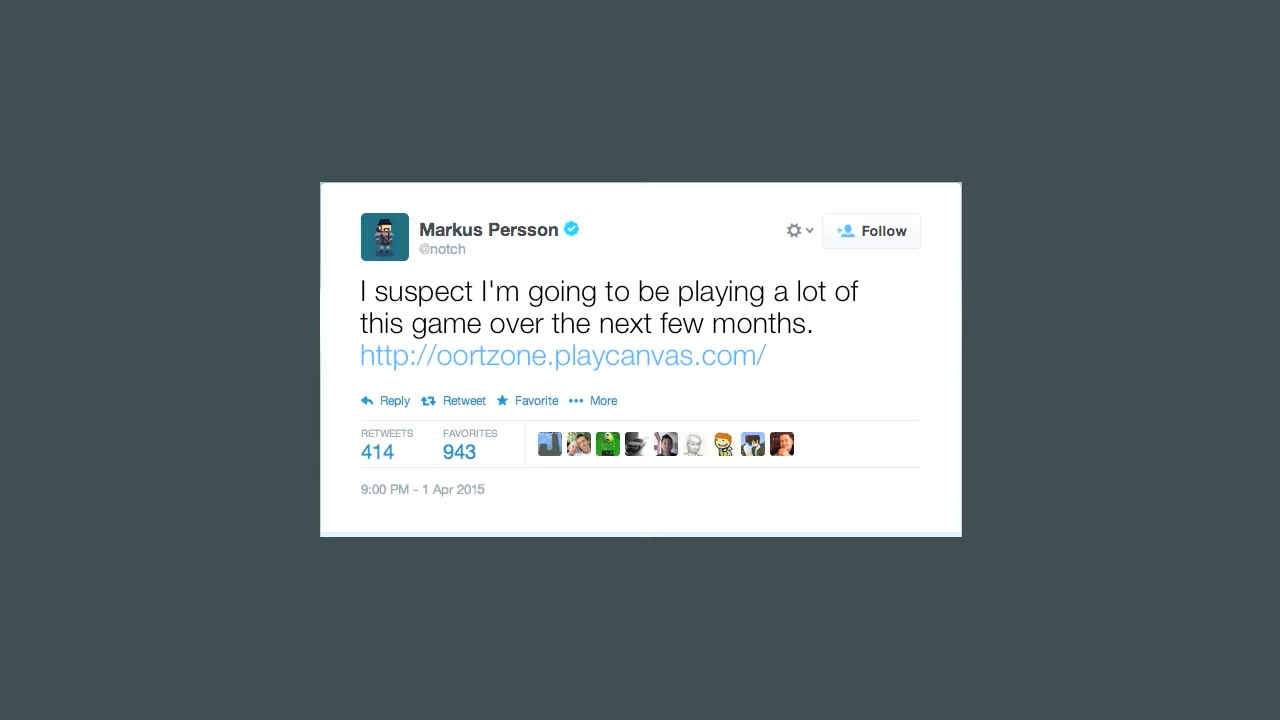 Markus Persson
@notch
Follow
I suspect I'm going to be playing a lot of
this game over the next few months.
http://oortzone.playcanvas.com/
Reply Retweet Favorite More
RETWEETS FAVORITES
414 943
9:00 PM - 1 Apr 2015